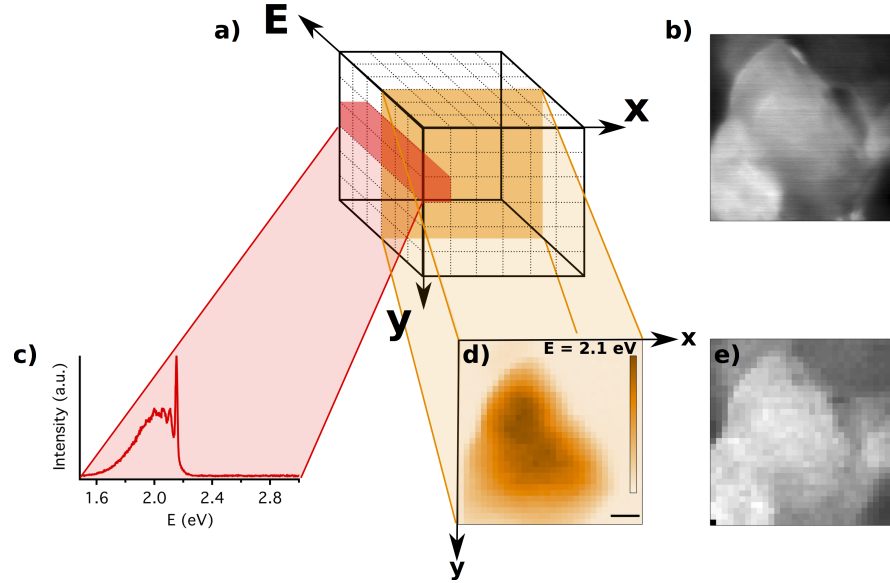 a)
E
b)
x
y
c)
Intensity (a.u.)
1.6 2.0 2.4 2.8
E (eV)
d)
E = 2.1 eV
x
y
e)